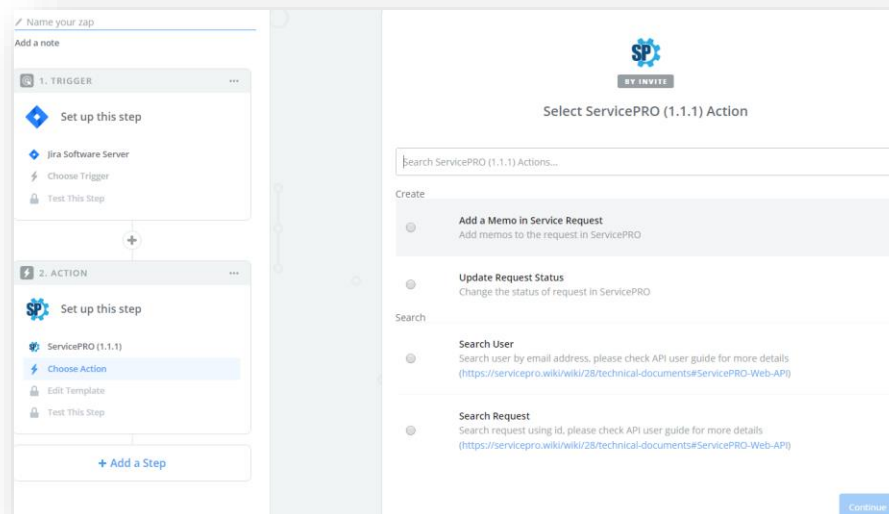 Name your zap
Add a note
1. TRIGGER
Set up this step
Jira Software Server
Choose Trigger
Test This Step
2. ACTION
SP
Set up this step
ServicePRO (1.1.1)
Choose Action
Edit Template
Test This Step
+ Add a Step
SP
BY INVITE
Select ServicePRO (1.1.1) Action
Search ServicePRO (1.1.1) Actions...
Create
Add a Memo in Service Request
Add memos to the request in ServicePRO
Update Request Status
Change the status of request in ServicePRO
Search
Search User
Search user by email address, please check API user guide for more details
(https://servicepro.wiki/wiki/28/technical-documents#ServicePRO-Web-API)
Search Request
Search request using id, please check API user guide for more details
(https://servicepro.wiki/wiki/28/technical-documents#ServicePRO-Web-API)
Continue